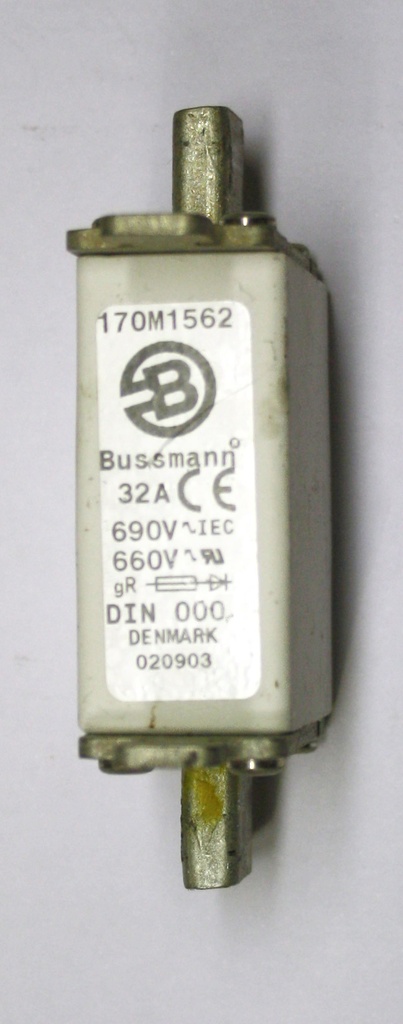 170M1562
B
Bussmann
32A CE
690V~IEC
660V~
gR
DIN 000
DENMARK
020903